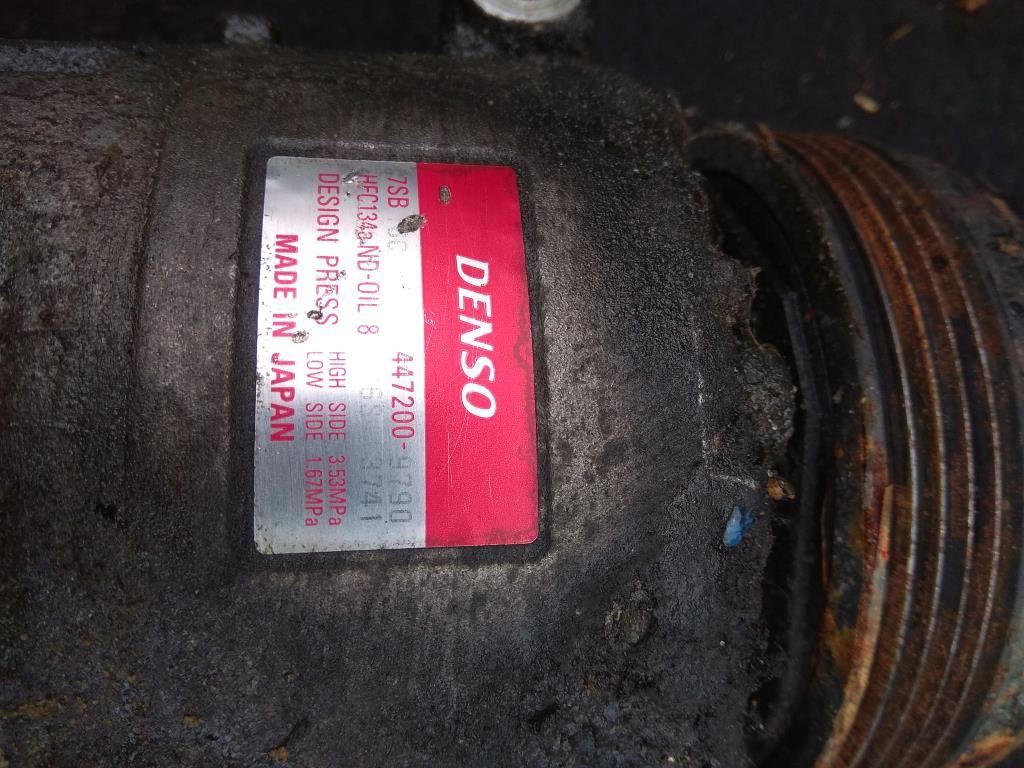 DENSO
7SB 447200-9790
HFC134a ND-OIL 8 3741
DESIGN PRESS HIGH SIDE 3.53MPa
LOW SIDE 1.67MPa
MADE IN JAPAN